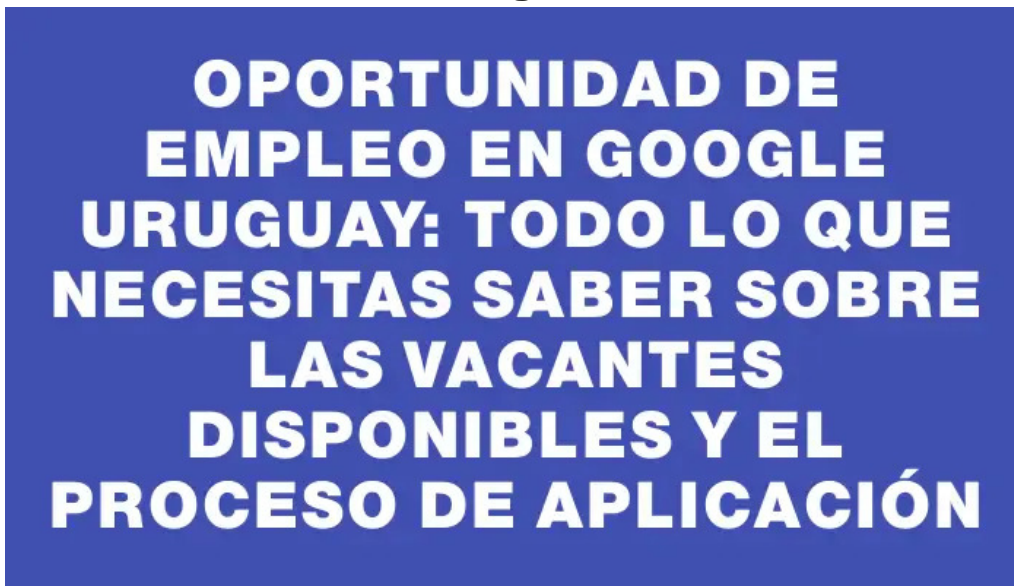 OPORTUNIDAD DE
EMPLEO EN GOOGLE
URUGUAY: TODO LO QUE
NECESITAS SABER SOBRE
LAS VACANTES
DISPONIBLES Y EL
PROCESO DE APLICACIÓN